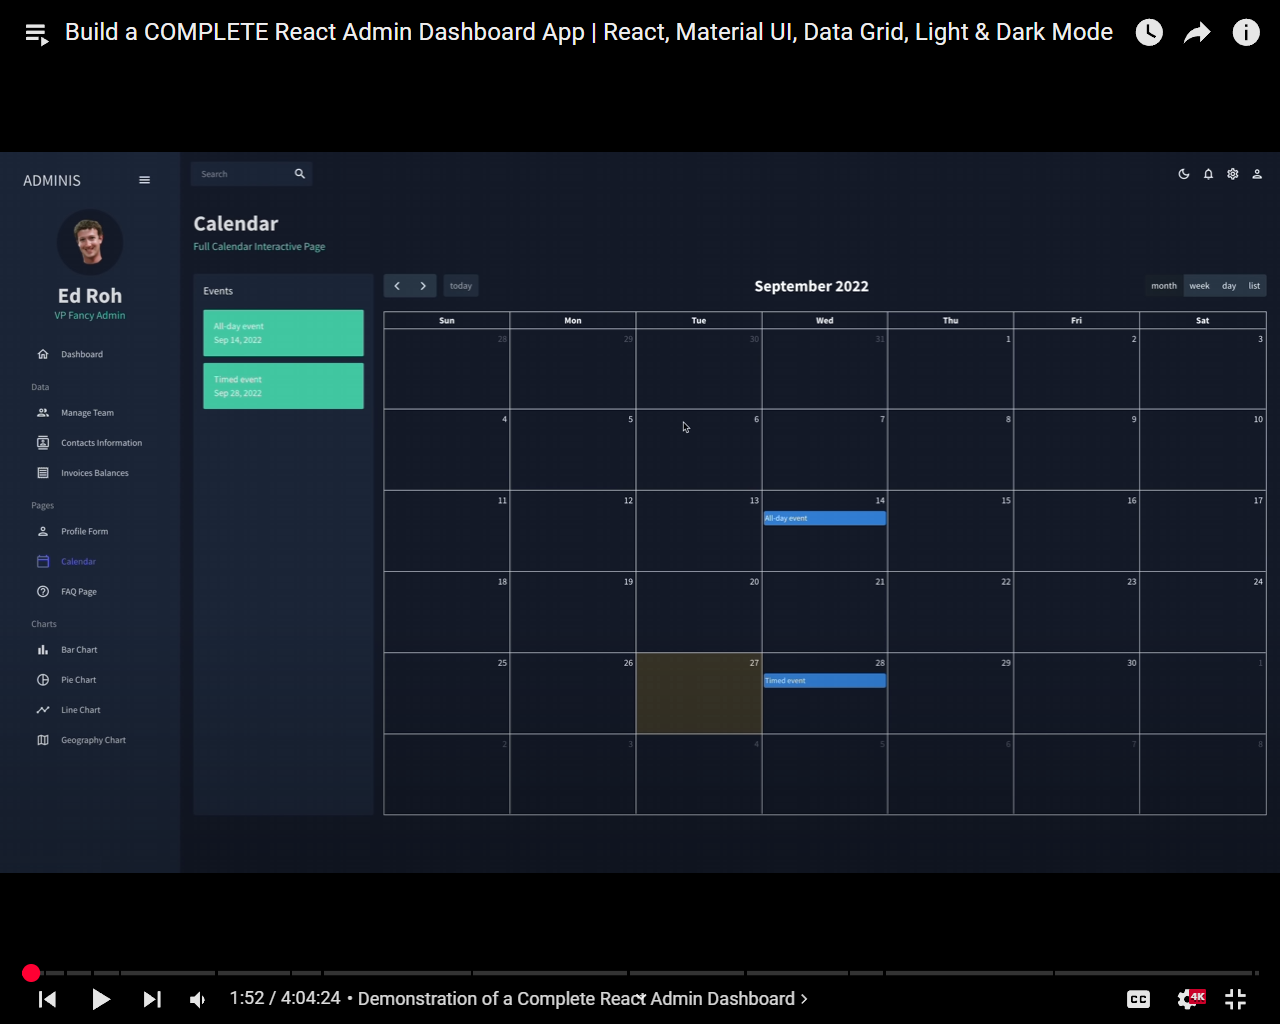 Build a COMPLETE React Admin Dashboard App | React, Material UI, Data Grid, Light & Dark Mode
ADMINIS
Search
Ed Roh
VP Fancy Admin
Dashboard
Data
Manage Team
Contacts Information
Invoices Balances
Pages
Profile Form
Calendar
FAQ Page
Charts
Bar Chart
Pie Chart
Line Chart
Geography Chart
Calendar
Full Calendar Interactive Page
Events
All-day event
Sep 14, 2022
Timed event
Sep 28, 2022
today
September 2022
month week day list
Sun Mon Tue Wed Thu Fri Sat
28 29 30 31 1 2 3
4 5 6 7 8 9 10
11 12 13 14 15 16 17
All-day event
18 19 20 21 22 23 24
25 26 27 28 29 30 1
Timed event
2 3 4 5 6 7 8
1:52 / 4:04:24 • Demonstration of a Complete React Admin Dashboard
CC
4K